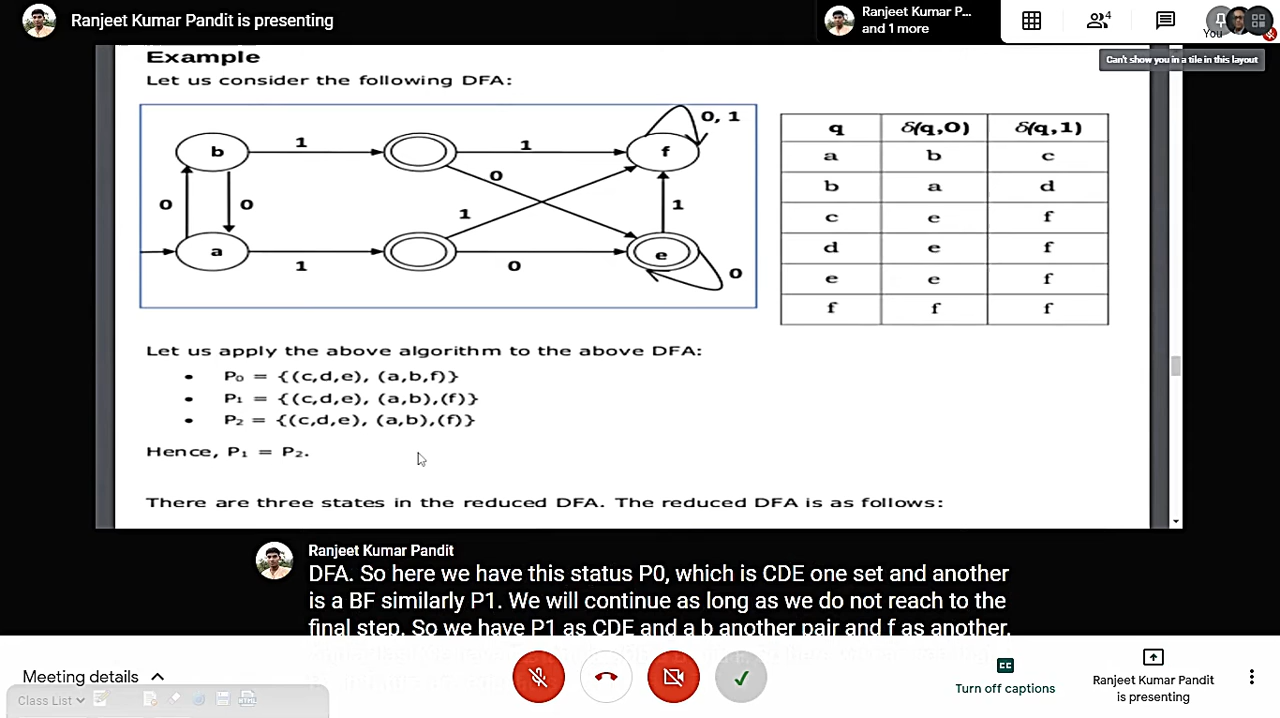 Ranjeet Kumar Pandit is presenting
Ranjeet Kumar P...
and 1 more
4
You
Can't show you in a tile in this layout
Example
Let us consider the following DFA:
b 1 1 f 0, 1
0 0 0 1 1
a 1 0 e 0
q δ(q,0) δ(q,1)
a b c
b a d
c e f
d e f
e e f
f f f
Let us apply the above algorithm to the above DFA:
• P₀ = {(c,d,e), (a,b,f)}
• P₁ = {(c,d,e), (a,b),(f)}
• P₂ = {(c,d,e), (a,b),(f)}
Hence, P₁ = P₂.
There are three states in the reduced DFA. The reduced DFA is as follows:
Ranjeet Kumar Pandit
DFA. So here we have this status P0, which is CDE one set and another
is a BF similarly P1. We will continue as long as we do not reach to the
final step. So we have P1 as CDE and a b another pair and f as another.
Meeting details
Turn off captions
Ranjeet Kumar Pandit
is presenting
Class List